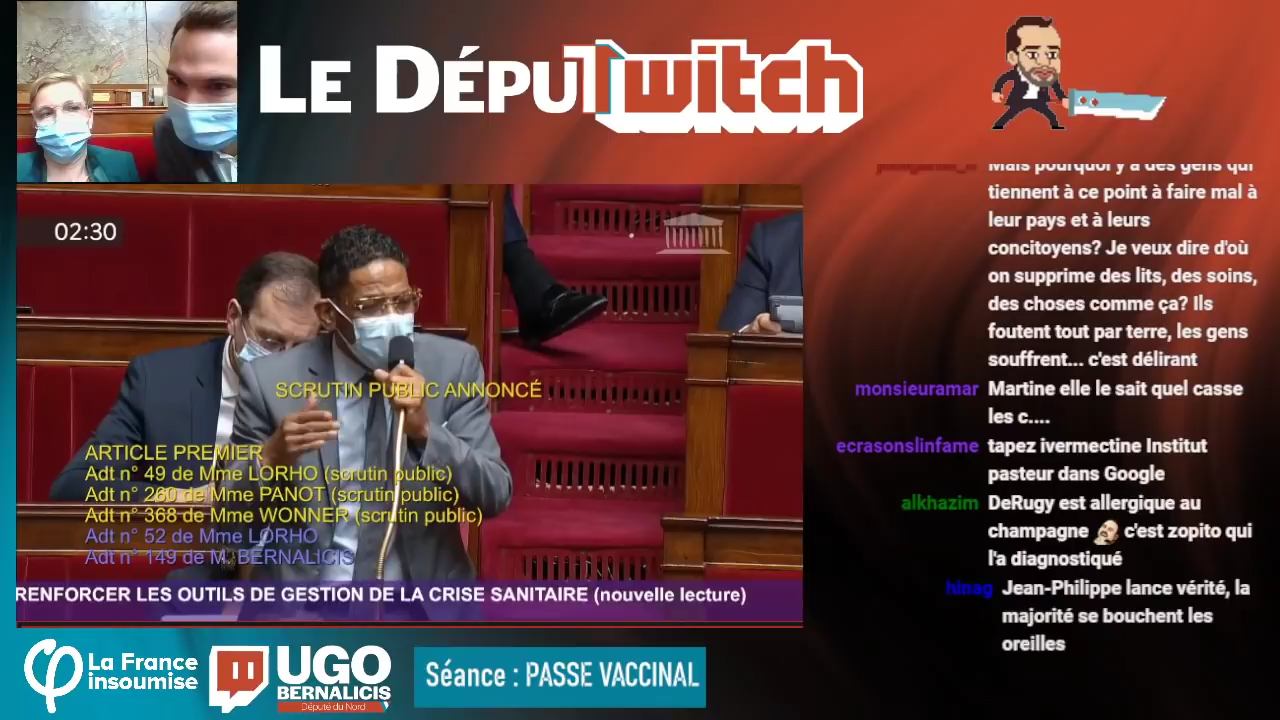 LE DÉPUTwitch
02:30
SCRUTIN PUBLIC ANNONCÉ
ARTICLE PREMIER
Adt n° 49 de Mme LORHO (scrutin public)
Adt n° 260 de Mme PANOT (scrutin public)
Adt n° 368 de Mme WONNER (scrutin public)
Adt n° 52 de Mme LORHO
Adt n° 149 de M. BERNALICIS
RENFORCER LES OUTILS DE GESTION DE LA CRISE SANITAIRE (nouvelle lecture)
Mais pourquoi y a des gens qui
tiennent à ce point à faire mal à
leur pays et à leurs
concitoyens? Je veux dire d'où
on supprime des lits, des soins,
des choses comme ça? Ils
foutent tout par terre, les gens
souffrent... c'est délirant
monsieuramar Martine elle le sait quel casse
les c....
ecrasonslinfame tapez ivermectine Institut
pasteur dans Google
alkhazim DeRugy est allergique au
champagne c'est zopito qui
l'a diagnostiqué
hinag Jean-Philippe lance vérité, la
majorité se bouchent les
oreilles
La France
insoumise
UGO
BERNALICIS
Député du Nord
Séance : PASSE VACCINAL